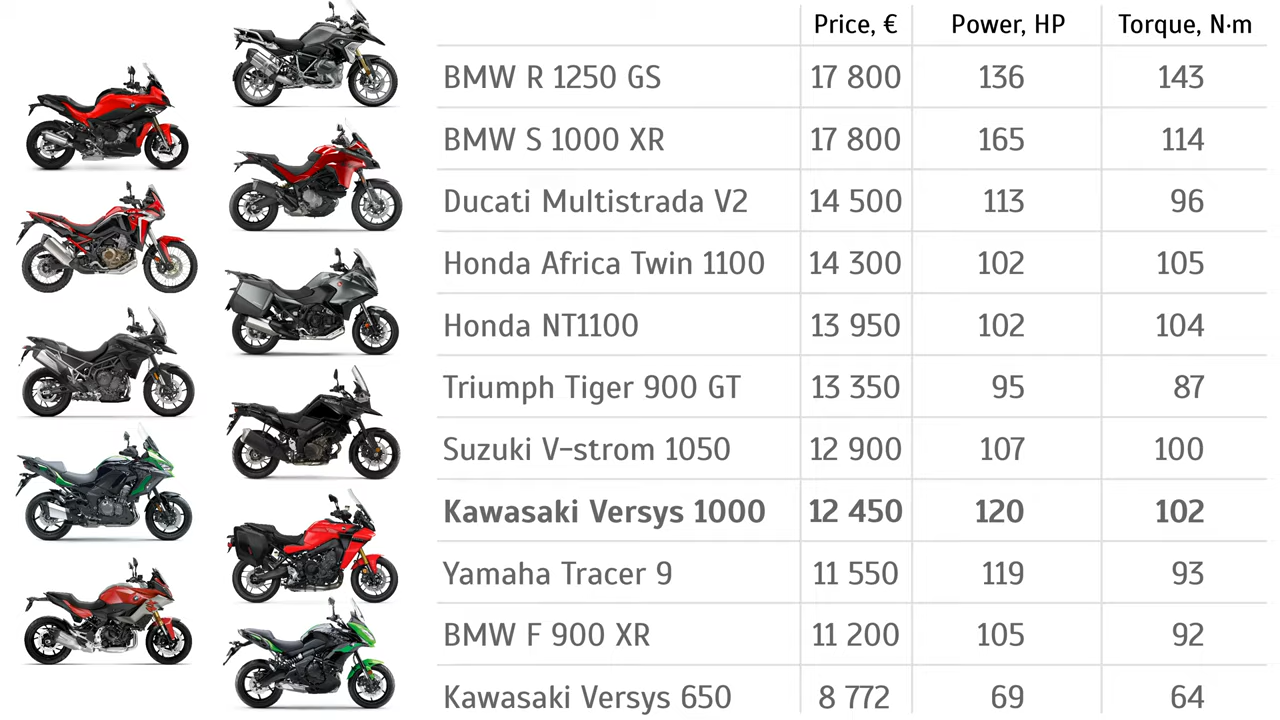 Price, € Power, HP Torque, N·m
BMW R 1250 GS 17 800 136 143
BMW S 1000 XR 17 800 165 114
Ducati Multistrada V2 14 500 113 96
Honda Africa Twin 1100 14 300 102 105
Honda NT1100 13 950 102 104
Triumph Tiger 900 GT 13 350 95 87
Suzuki V-strom 1050 12 900 107 100
Kawasaki Versys 1000 12 450 120 102
Yamaha Tracer 9 11 550 119 93
BMW F 900 XR 11 200 105 92
Kawasaki Versys 650 8 772 69 64